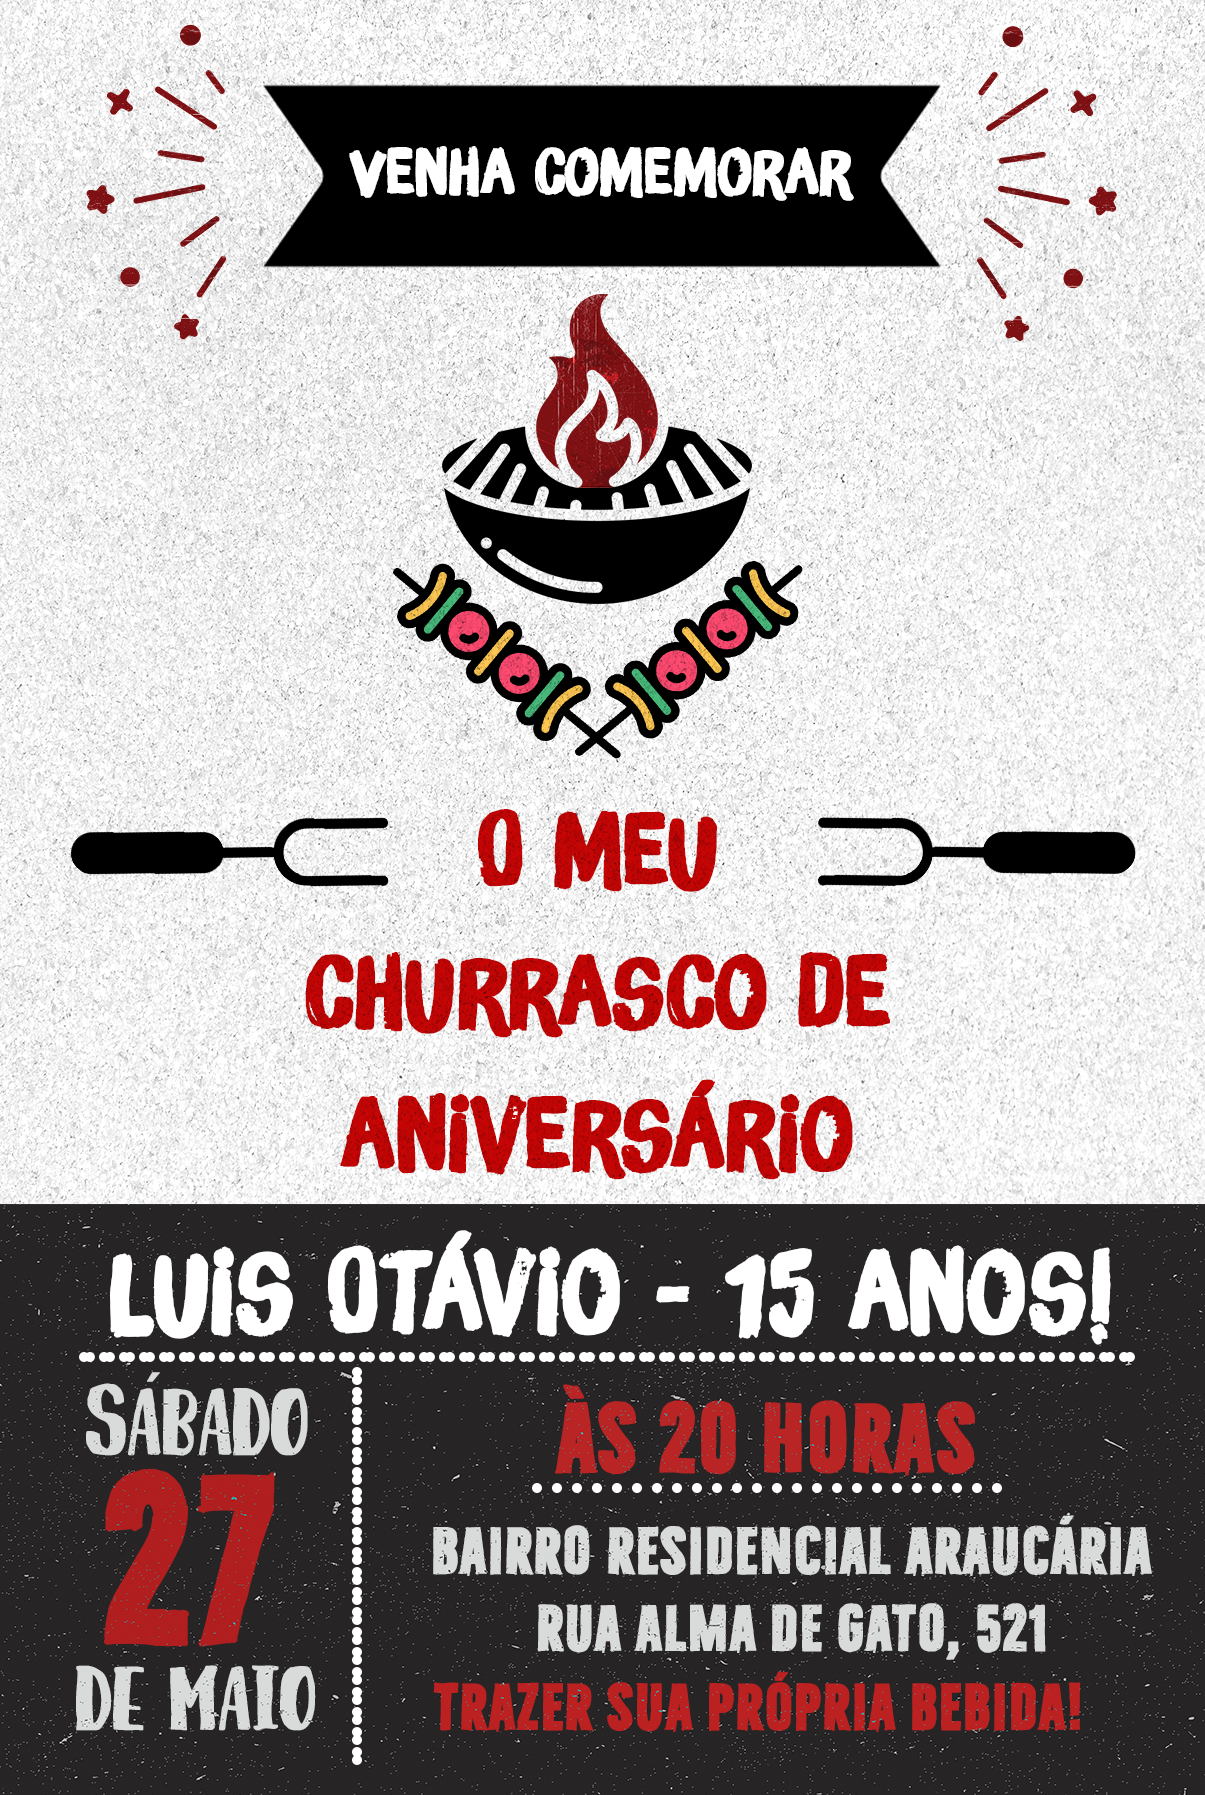 VENHA COMEMORAR
O MEU
CHURRASCO DE
ANIVERSÁRIO
LUIS OTÁVIO - 15 ANOS!
SÁBADO
27
DE MAIO
ÀS 20 HORAS
BAIRRO RESIDENCIAL ARAUCÁRIA
RUA ALMA DE GATO, 521
TRAZER SUA PRÓPRIA BEBIDA!